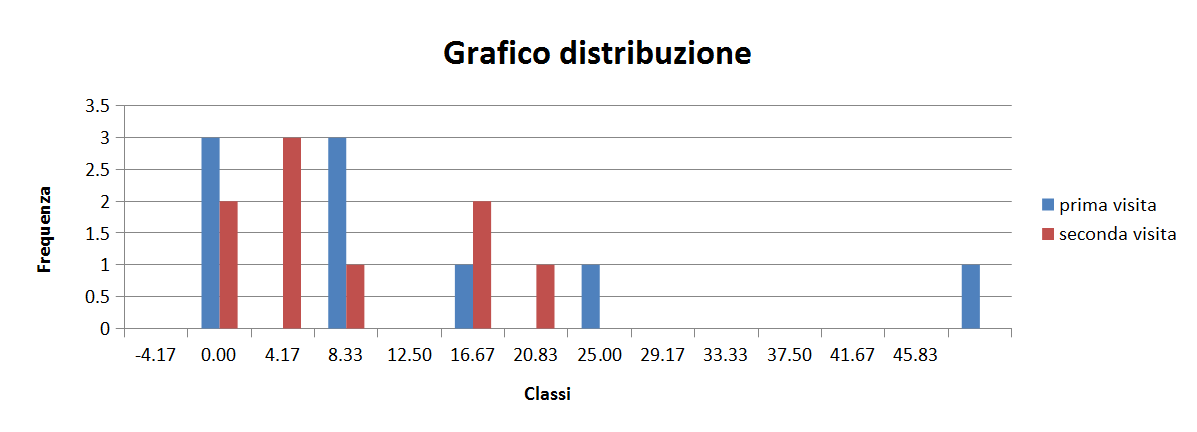 Grafico distribuzione
3.5
3
2.5
2
1.5
1
0.5
0
Frequenza
-4.17 0.00 4.17 8.33 12.50 16.67 20.83 25.00 29.17 33.33 37.50 41.67 45.83
Classi
prima visita
seconda visita